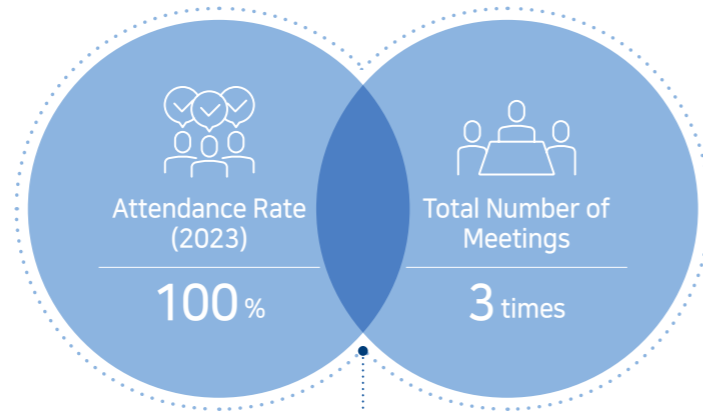 Attendance Rate
(2023)
100 %
Total Number of
Meetings
3 times